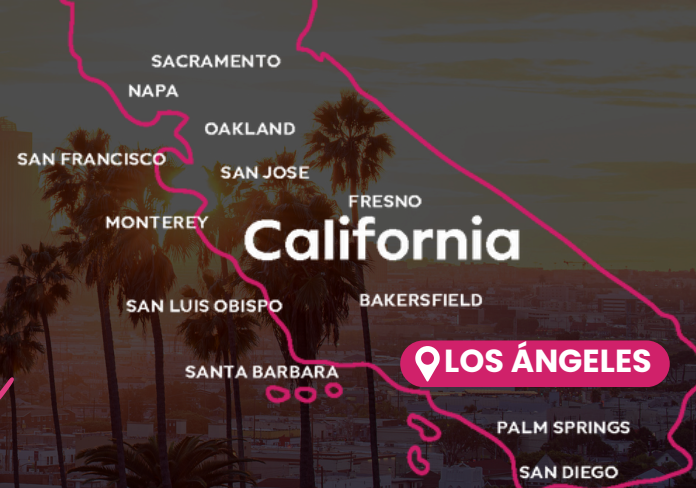 SACRAMENTO
NAPA
OAKLAND
SAN FRANCISCO
SAN JOSE
FRESNO
MONTEREY
California
BAKERSFIELD
SAN LUIS OBISPO
LOS ÁNGELES
SANTA BARBARA
PALM SPRINGS
SAN DIEGO